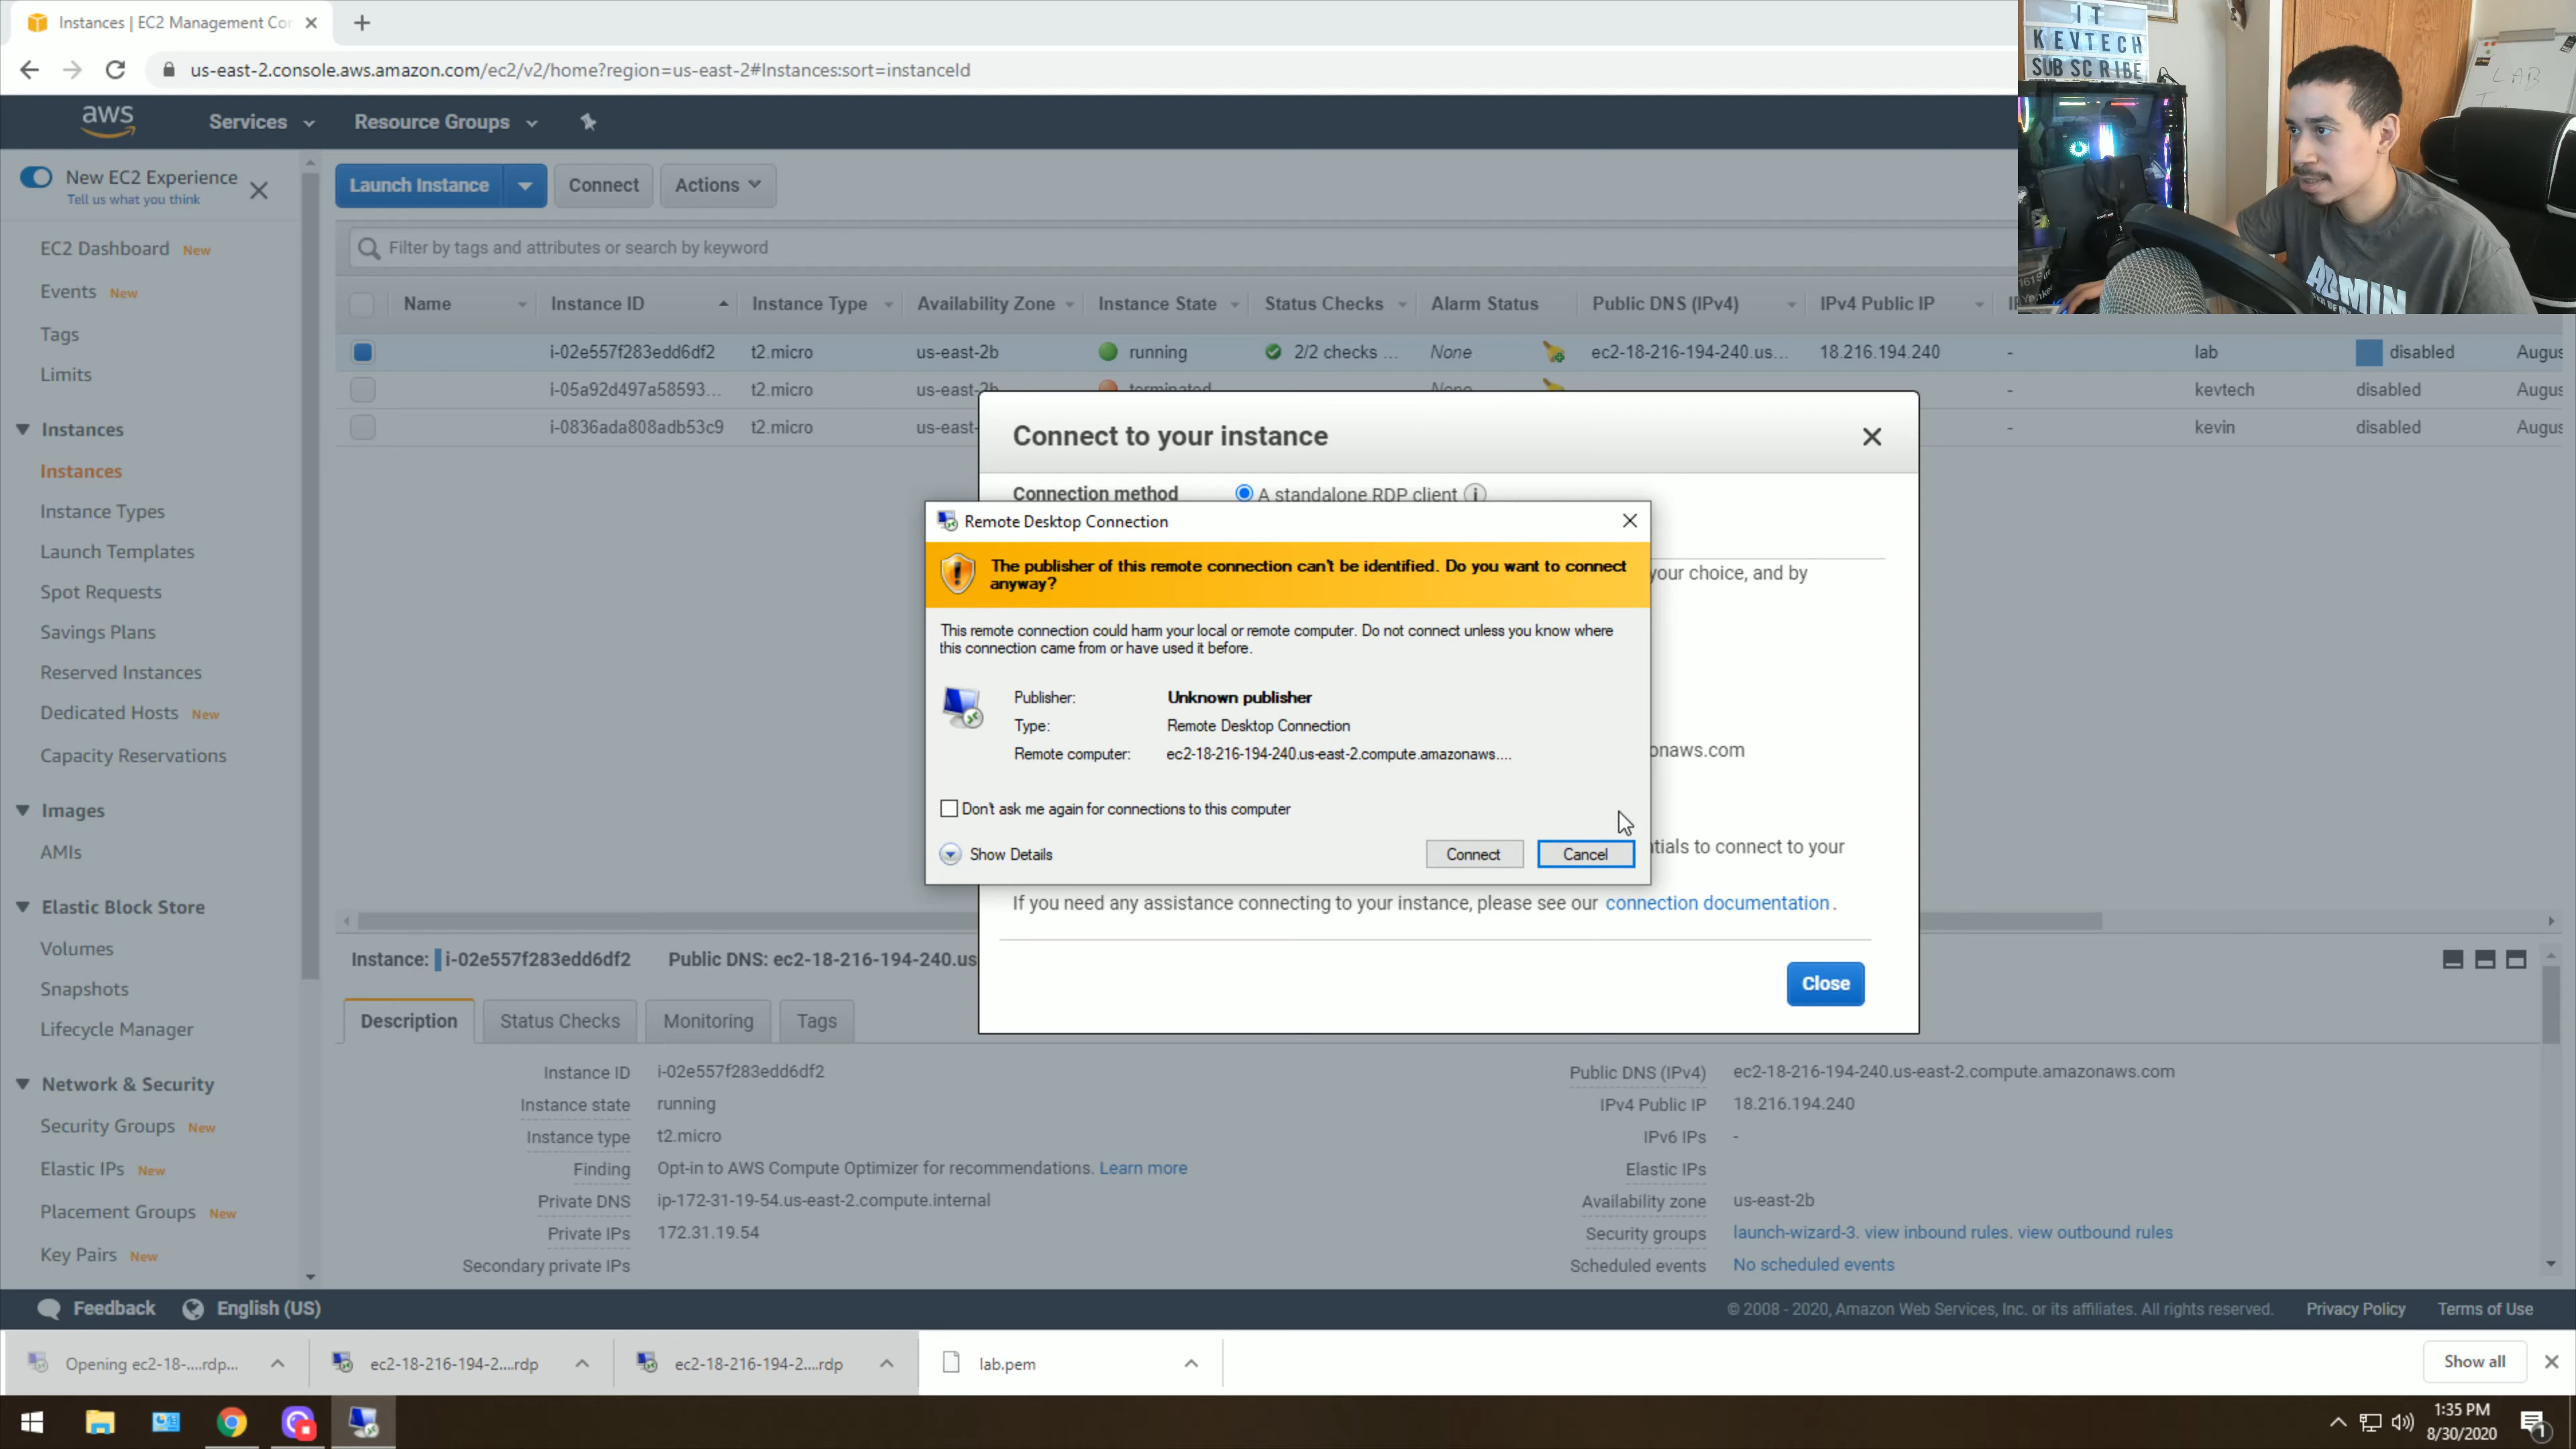 Instances | EC2 Management Con
us-east-2.console.aws.amazon.com/ec2/v2/home?region=us-east-2#Instances:sort=instanceId
IT
KEVTECH
SUBSCRIBE
LAB
ADMIN
aws
Services
Resource Groups
New EC2 Experience
Tell us what you think
Launch Instance
Connect
Actions
Filter by tags and attributes or search by keyword
EC2 Dashboard New
Events New
Tags
Limits
Instances
Instances
Instance Types
Launch Templates
Spot Requests
Savings Plans
Reserved Instances
Dedicated Hosts New
Capacity Reservations
Images
AMIs
Elastic Block Store
Volumes
Snapshots
Lifecycle Manager
Network & Security
Security Groups New
Elastic IPs New
Placement Groups New
Key Pairs New
Name Instance ID Instance Type Availability Zone Instance State Status Checks Alarm Status Public DNS (IPv4) IPv4 Public IP
i-02e557f283edd6df2 t2.micro us-east-2b running 2/2 checks ... None ec2-18-216-194-240.us... 18.216.194.240 - lab disabled Augus
i-05a92d497a58593... t2.micro us-east-2b terminated None - kevtech disabled Augus
i-0836ada808adb53c9 t2.micro us-east- - kevin disabled Augus
Connect to your instance
Connection method A standalone RDP client
your choice, and by
onaws.com
tials to connect to your
If you need any assistance connecting to your instance, please see our connection documentation.
Close
Remote Desktop Connection
The publisher of this remote connection can't be identified. Do you want to connect
anyway?
This remote connection could harm your local or remote computer. Do not connect unless you know where
this connection came from or have used it before.
Publisher: Unknown publisher
Type: Remote Desktop Connection
Remote computer: ec2-18-216-194-240.us-east-2.compute.amazonaws....
Don't ask me again for connections to this computer
Show Details
Connect
Cancel
Instance: i-02e557f283edd6df2 Public DNS: ec2-18-216-194-240.us
Description
Status Checks
Monitoring
Tags
Instance ID i-02e557f283edd6df2
Instance state running
Instance type t2.micro
Finding Opt-in to AWS Compute Optimizer for recommendations. Learn more
Private DNS ip-172-31-19-54.us-east-2.compute.internal
Private IPs 172.31.19.54
Secondary private IPs
Public DNS (IPv4) ec2-18-216-194-240.us-east-2.compute.amazonaws.com
IPv4 Public IP 18.216.194.240
IPv6 IPs -
Elastic IPs
Availability zone us-east-2b
Security groups launch-wizard-3. view inbound rules. view outbound rules
Scheduled events No scheduled events
Feedback
English (US)
© 2008 - 2020, Amazon Web Services, Inc. or its affiliates. All rights reserved. Privacy Policy Terms of Use
Opening ec2-18-....rdp...
ec2-18-216-194-2....rdp
ec2-18-216-194-2....rdp
lab.pem
Show all
1:35 PM
8/30/2020
1